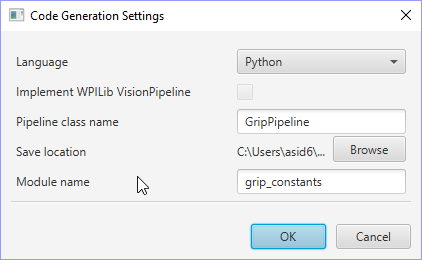 Code Generation Settings
Language Python
Implement WPILib VisionPipeline
Pipeline class name GripPipeline
Save location C:\Users\asid6\... Browse
Module name grip_constants
OK Cancel